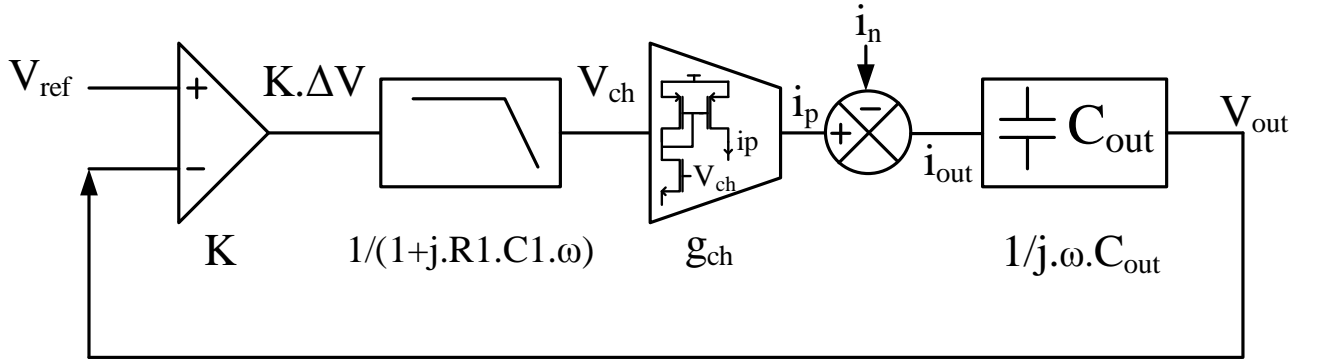 i_n
V_ref
+
K.ΔV
V_ch
i_p
−
+
C_out
V_out
ip
V_ch
i_out
−
K
1/(1+j.R1.C1.ω)
g_ch
1/j.ω.C_out